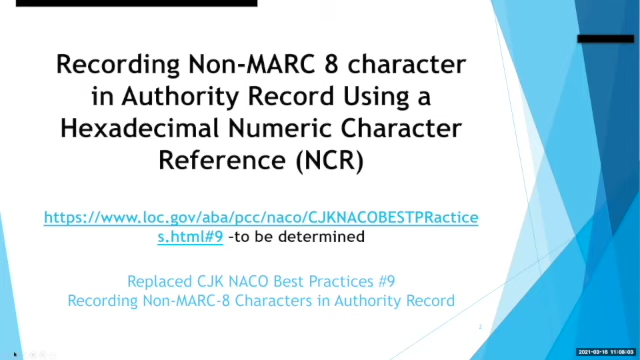 Recording Non-MARC 8 character
in Authority Record Using a
Hexadecimal Numeric Character
Reference (NCR)
https://www.loc.gov/aba/pcc/naco/CJKNACOBESTPRactice
s.html#9 –to be determined
Replaced CJK NACO Best Practices #9
Recording Non-MARC-8 Characters in Authority Record
2
2021-03-18 11:08:03